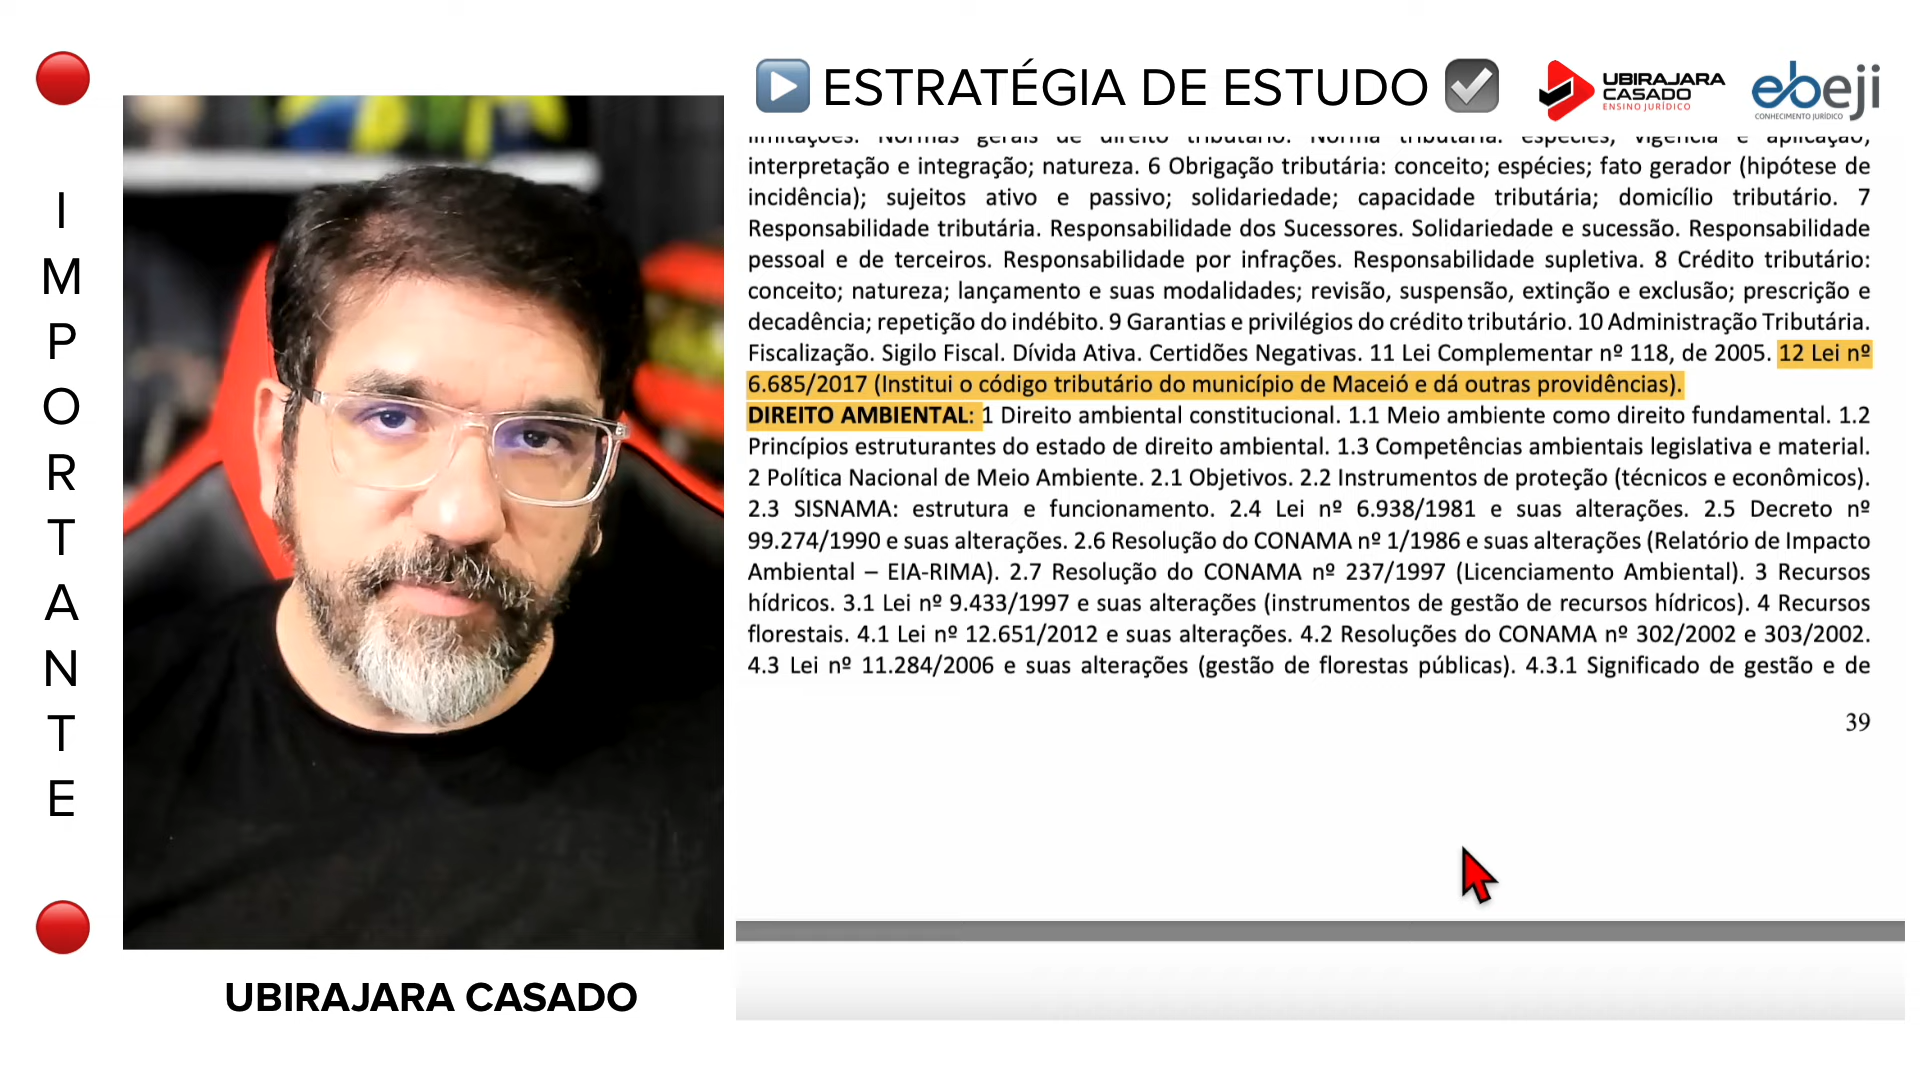 I
M
P
O
R
T
A
N
T
E
UBIRAJARA CASADO
ESTRATÉGIA DE ESTUDO
UBIRAJARA
CASADO
ENSINO JURÍDICO
ebeji
CONHECIMENTO JURÍDICO
limitações. Normas gerais de direito tributário. Norma tributária: espécies, vigência e aplicação,
interpretação e integração; natureza. 6 Obrigação tributária: conceito; espécies; fato gerador (hipótese de
incidência); sujeitos ativo e passivo; solidariedade; capacidade tributária; domicílio tributário. 7
Responsabilidade tributária. Responsabilidade dos Sucessores. Solidariedade e sucessão. Responsabilidade
pessoal e de terceiros. Responsabilidade por infrações. Responsabilidade supletiva. 8 Crédito tributário:
conceito; natureza; lançamento e suas modalidades; revisão, suspensão, extinção e exclusão; prescrição e
decadência; repetição do indébito. 9 Garantias e privilégios do crédito tributário. 10 Administração Tributária.
Fiscalização. Sigilo Fiscal. Dívida Ativa. Certidões Negativas. 11 Lei Complementar nº 118, de 2005. 12 Lei nº
6.685/2017 (Institui o código tributário do município de Maceió e dá outras providências).
DIREITO AMBIENTAL: 1 Direito ambiental constitucional. 1.1 Meio ambiente como direito fundamental. 1.2
Princípios estruturantes do estado de direito ambiental. 1.3 Competências ambientais legislativa e material.
2 Política Nacional de Meio Ambiente. 2.1 Objetivos. 2.2 Instrumentos de proteção (técnicos e econômicos).
2.3 SISNAMA: estrutura e funcionamento. 2.4 Lei nº 6.938/1981 e suas alterações. 2.5 Decreto nº
99.274/1990 e suas alterações. 2.6 Resolução do CONAMA nº 1/1986 e suas alterações (Relatório de Impacto
Ambiental – EIA-RIMA). 2.7 Resolução do CONAMA nº 237/1997 (Licenciamento Ambiental). 3 Recursos
hídricos. 3.1 Lei nº 9.433/1997 e suas alterações (instrumentos de gestão de recursos hídricos). 4 Recursos
florestais. 4.1 Lei nº 12.651/2012 e suas alterações. 4.2 Resoluções do CONAMA nº 302/2002 e 303/2002.
4.3 Lei nº 11.284/2006 e suas alterações (gestão de florestas públicas). 4.3.1 Significado de gestão e de
39